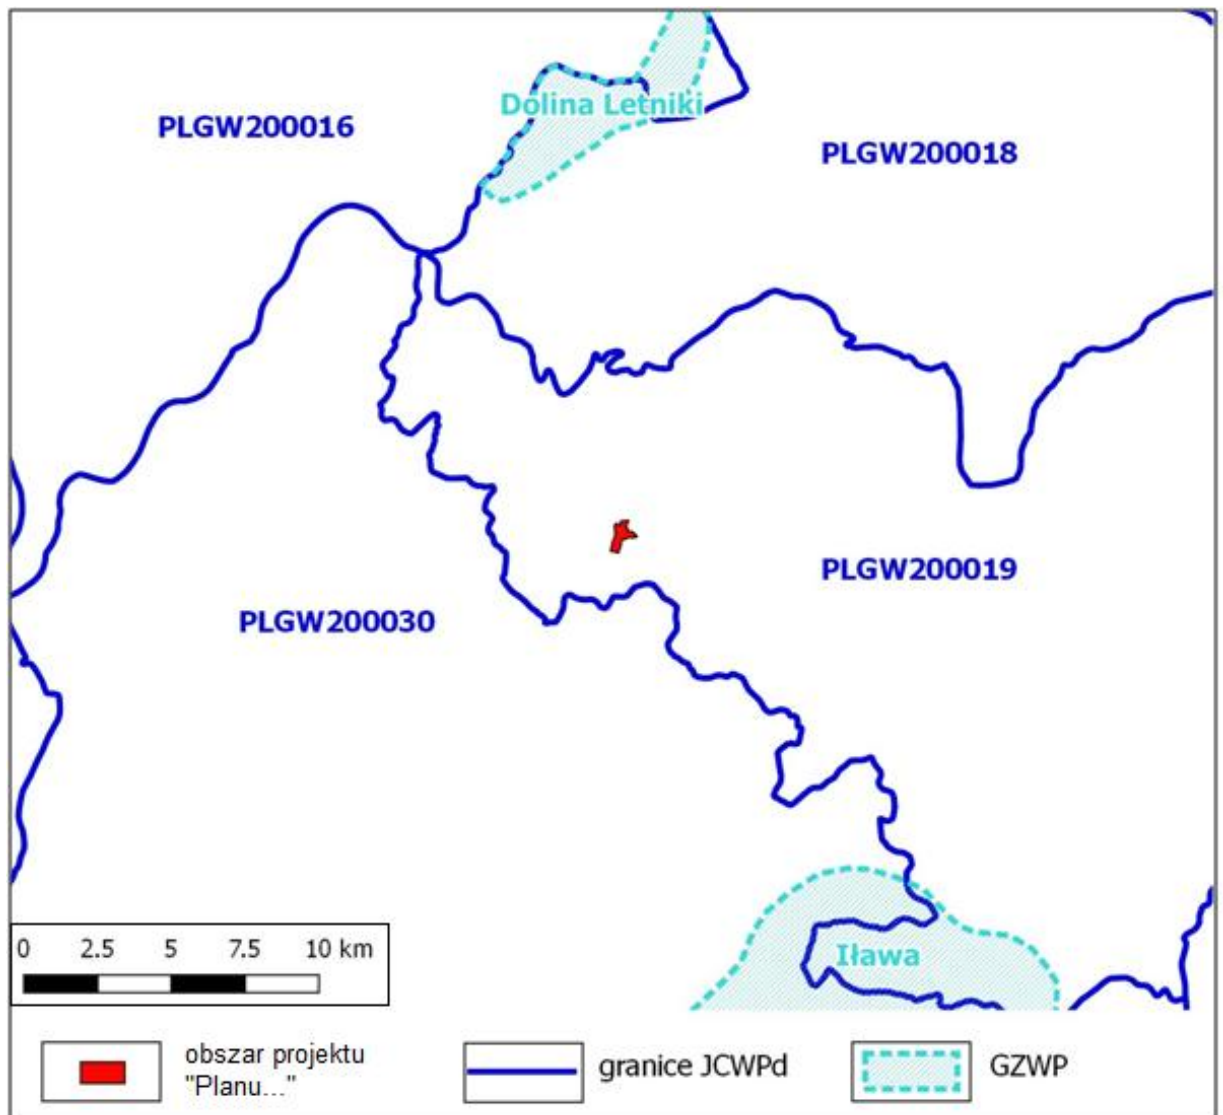 Dolina Letniki
PLGW200016
PLGW200018
PLGW200019
PLGW200030
Iława
0 2.5 5 7.5 10 km
obszar projektu
"Planu..."
granice JCWPd
GZWP